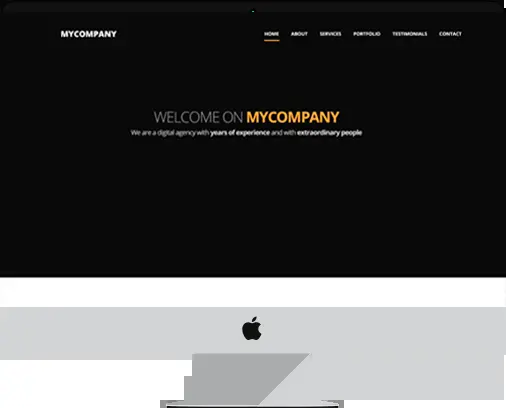 MYCOMPANY
HOME ABOUT SERVICES PORTFOLIO TESTIMONIALS CONTACT
WELCOME ON MYCOMPANY
We are a digital agency with years of experience and with extraordinary people